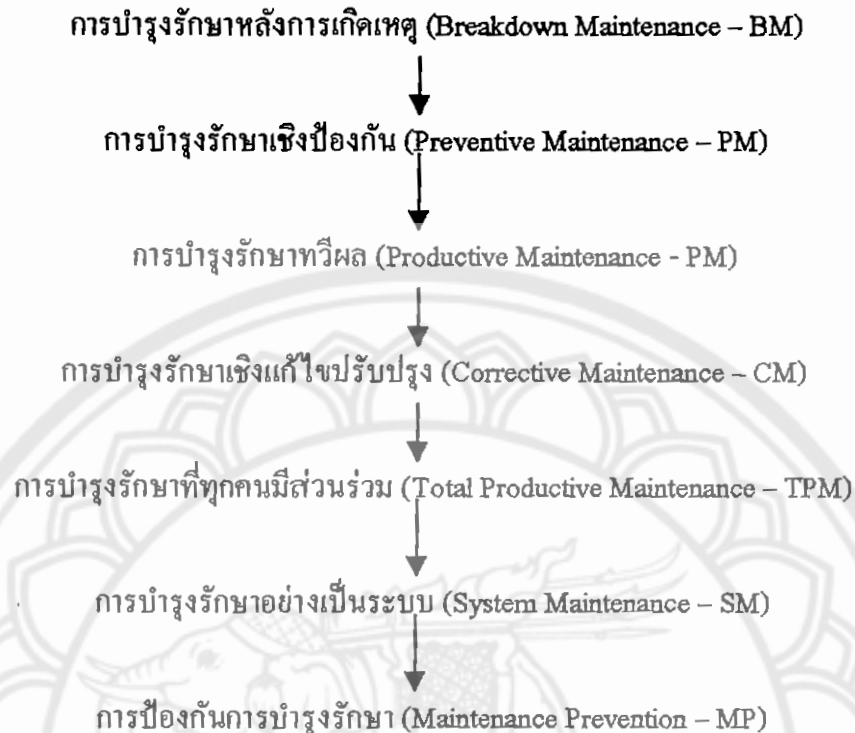 การบำรุงรักษาหลังการเกิดเหตุ (Breakdown Maintenance – BM)
การบำรุงรักษาเชิงป้องกัน (Preventive Maintenance – PM)
การบำรุงรักษาทวีผล (Productive Maintenance - PM)
การบำรุงรักษาเชิงแก้ไขปรับปรุง (Corrective Maintenance – CM)
การบำรุงรักษาที่ทุกคนมีส่วนร่วม (Total Productive Maintenance – TPM)
การบำรุงรักษาอย่างเป็นระบบ (System Maintenance – SM)
การป้องกันการบำรุงรักษา (Maintenance Prevention – MP)